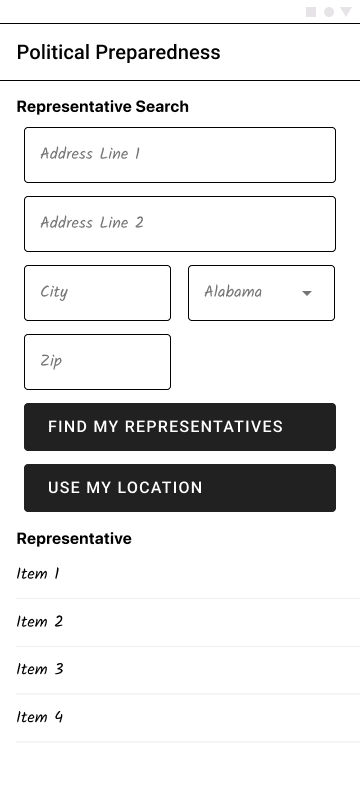 Political Preparedness
Representative Search
Address Line 1
Address Line 2
City
Alabama
Zip
FIND MY REPRESENTATIVES
USE MY LOCATION
Representative
Item 1
Item 2
Item 3
Item 4